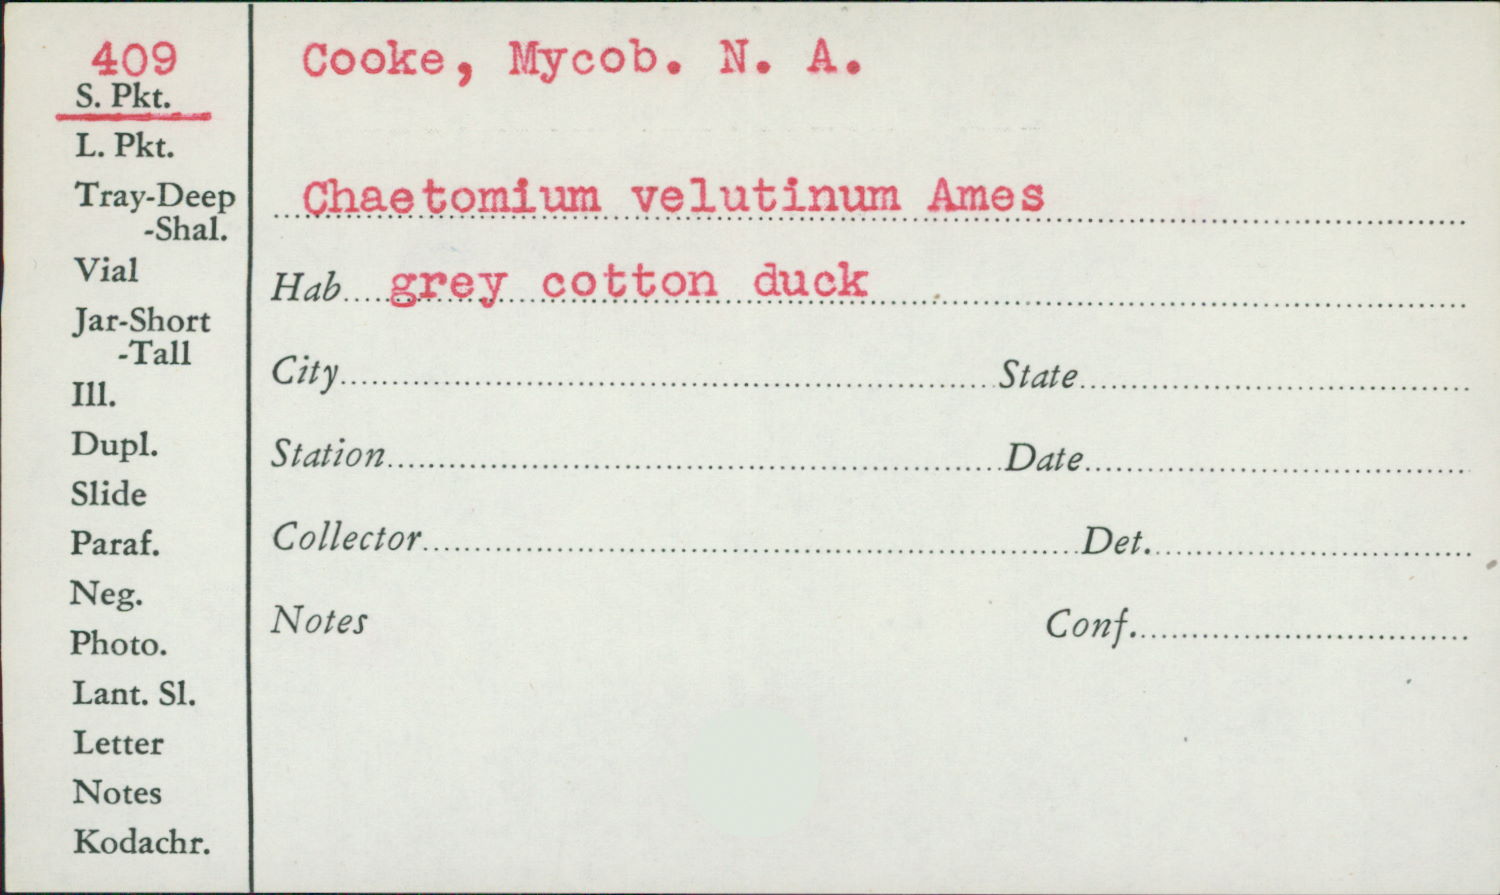 409
S. Pkt.
L. Pkt.
Tray-Deep
-Shal.
Vial
Jar-Short
-Tall
Ill.
Dupl.
Slide
Paraf.
Neg.
Photo.
Lant. Sl.
Letter
Notes
Kodachr.
Cooke, Mycob. N. A.
Chaetomium velutinum Ames
Hab. grey cotton duck
City State
Station Date
Collector Det.
Notes Conf.